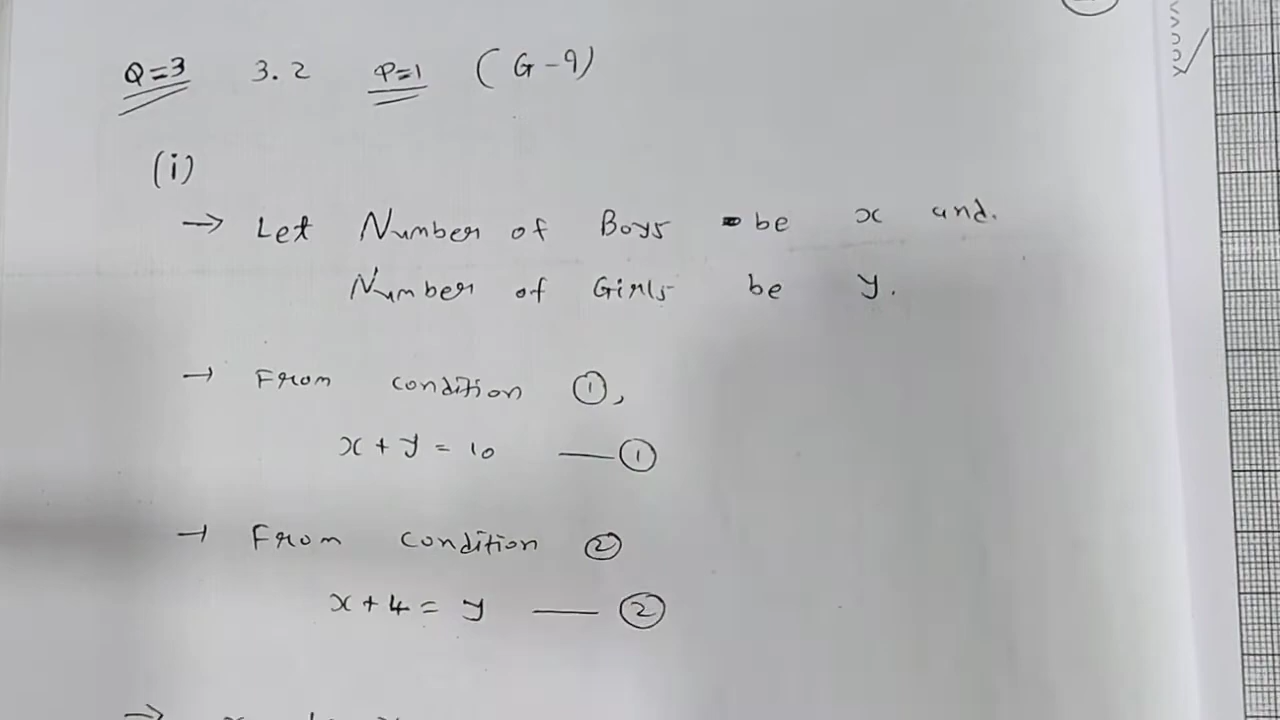 Q=3 3.2 P=1 (G-9)
(i)
→ Let Number of Boys be x and.
Number of Girls be y.
→ From condition ①,
x + y = 10 — ①
→ From condition ②
x + 4 = y — ②